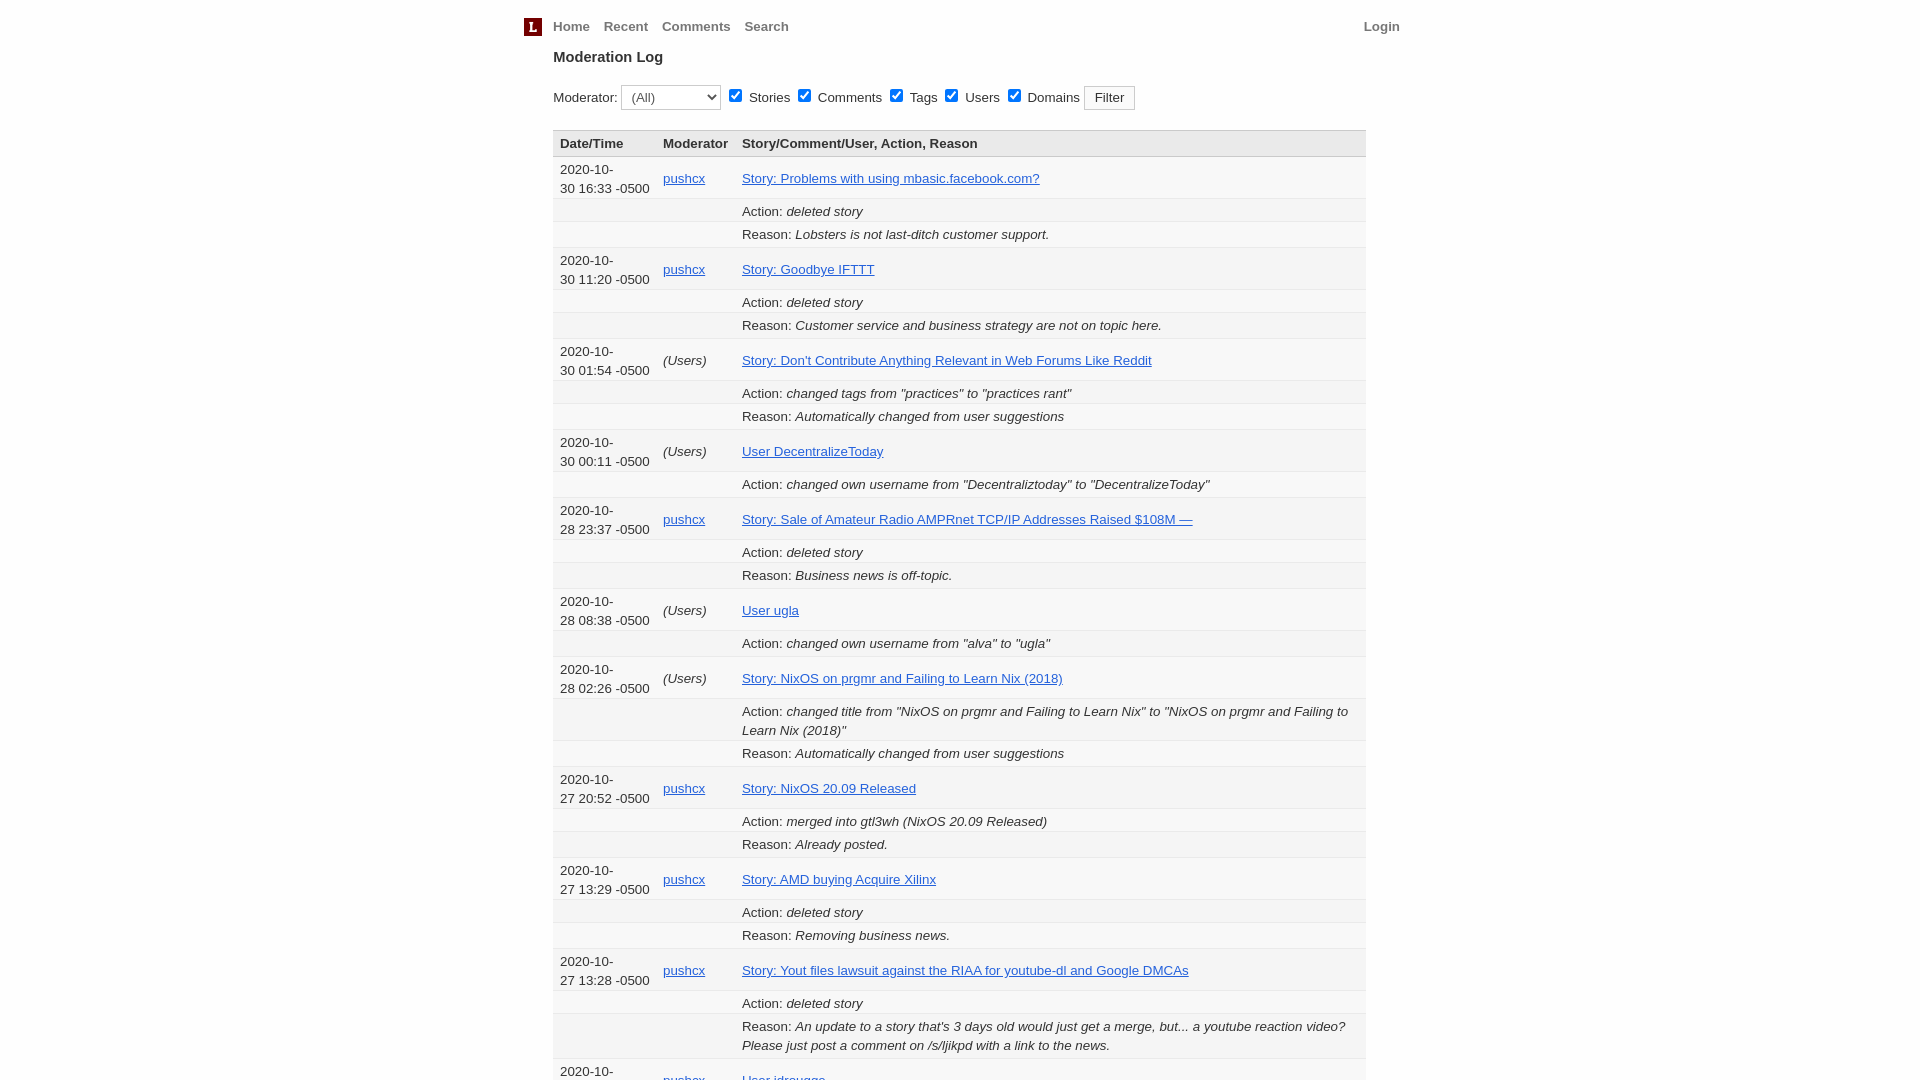 L Home Recent Comments Search Login
Moderation Log
Moderator: (All) Stories Comments Tags Users Domains Filter
Date/Time Moderator Story/Comment/User, Action, Reason
2020-10-
30 16:33 -0500 pushcx Story: Problems with using mbasic.facebook.com?
Action: deleted story
Reason: Lobsters is not last-ditch customer support.
2020-10-
30 11:20 -0500 pushcx Story: Goodbye IFTTT
Action: deleted story
Reason: Customer service and business strategy are not on topic here.
2020-10-
30 01:54 -0500 (Users) Story: Don't Contribute Anything Relevant in Web Forums Like Reddit
Action: changed tags from "practices" to "practices rant"
Reason: Automatically changed from user suggestions
2020-10-
30 00:11 -0500 (Users) User DecentralizeToday
Action: changed own username from "Decentraliztoday" to "DecentralizeToday"
2020-10-
28 23:37 -0500 pushcx Story: Sale of Amateur Radio AMPRnet TCP/IP Addresses Raised $108M —
Action: deleted story
Reason: Business news is off-topic.
2020-10-
28 08:38 -0500 (Users) User ugla
Action: changed own username from "alva" to "ugla"
2020-10-
28 02:26 -0500 (Users) Story: NixOS on prgmr and Failing to Learn Nix (2018)
Action: changed title from "NixOS on prgmr and Failing to Learn Nix" to "NixOS on prgmr and Failing to
Learn Nix (2018)"
Reason: Automatically changed from user suggestions
2020-10-
27 20:52 -0500 pushcx Story: NixOS 20.09 Released
Action: merged into gtl3wh (NixOS 20.09 Released)
Reason: Already posted.
2020-10-
27 13:29 -0500 pushcx Story: AMD buying Acquire Xilinx
Action: deleted story
Reason: Removing business news.
2020-10-
27 13:28 -0500 pushcx Story: Yout files lawsuit against the RIAA for youtube-dl and Google DMCAs
Action: deleted story
Reason: An update to a story that's 3 days old would just get a merge, but... a youtube reaction video?
Please just post a comment on /s/ljikpd with a link to the news.
2020-10-
pushcx User